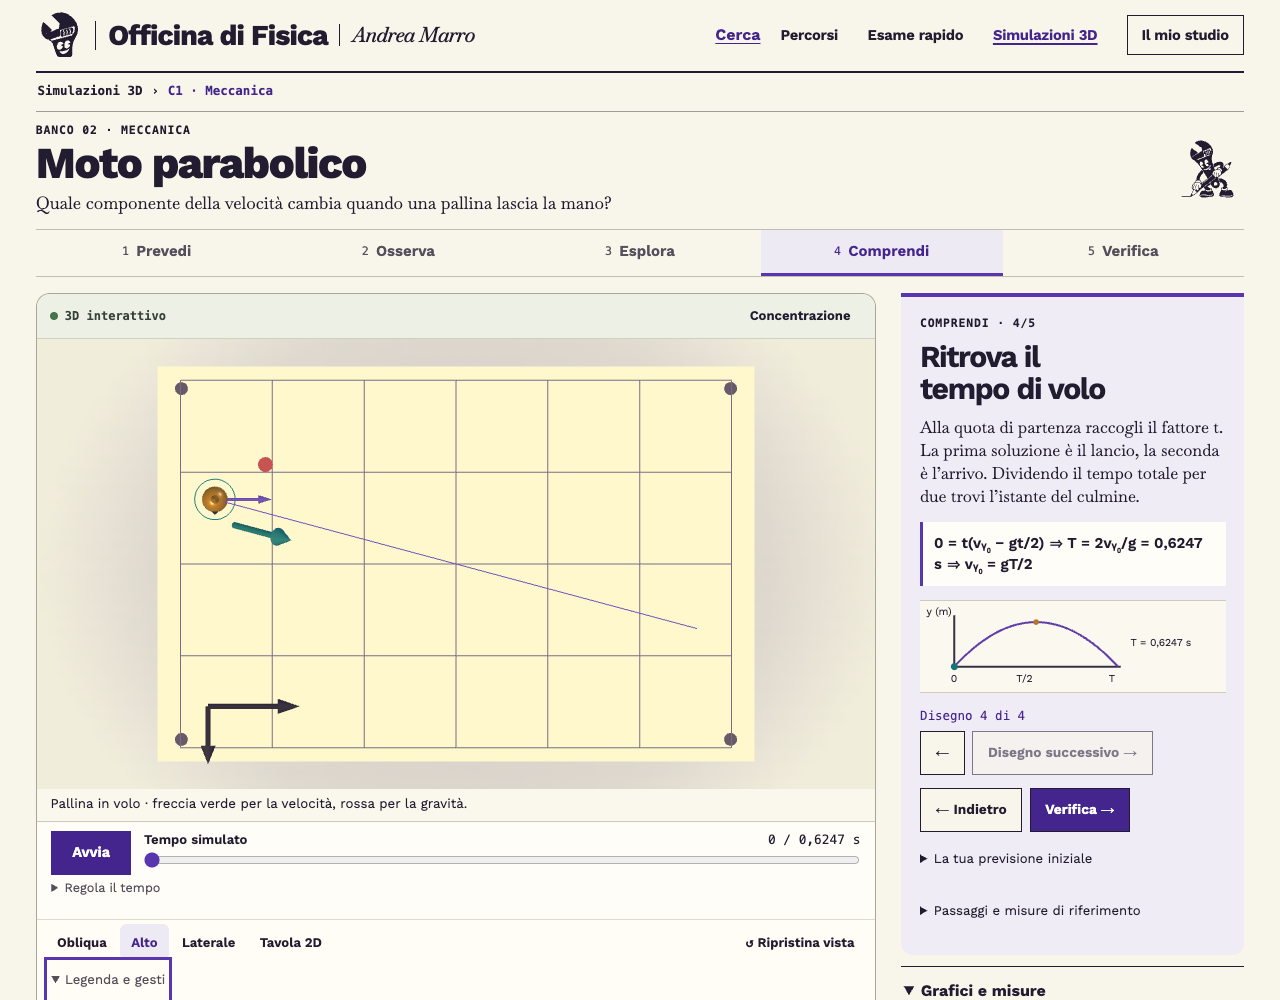 Officina di Fisica
Andrea Marro
Cerca
Percorsi
Esame rapido
Simulazioni 3D
Il mio studio
Simulazioni 3D › C1 · Meccanica
BANCO 02 · MECCANICA
Moto parabolico
Quale componente della velocità cambia quando una pallina lascia la mano?
1 Prevedi
2 Osserva
3 Esplora
4 Comprendi
5 Verifica
3D interattivo
Concentrazione
Pallina in volo · freccia verde per la velocità, rossa per la gravità.
Avvia
Tempo simulato
0 / 0,6247 s
▶ Regola il tempo
Obliqua
Alto
Laterale
Tavola 2D
↺ Ripristina vista
▼ Legenda e gesti
COMPRENDI · 4/5
Ritrova il
tempo di volo
Alla quota di partenza raccogli il fattore t.
La prima soluzione è il lancio, la seconda
è l’arrivo. Dividendo il tempo totale per
due trovi l’istante del culmine.
0 = t(vᵧ₀ − gt/2) ⇒ T = 2vᵧ₀/g = 0,6247
s ⇒ vᵧ₀ = gT/2
y (m)
T = 0,6247 s
0
T/2
T
Disegno 4 di 4
←
Disegno successivo →
← Indietro
Verifica →
▶ La tua previsione iniziale
▶ Passaggi e misure di riferimento
▼ Grafici e misure